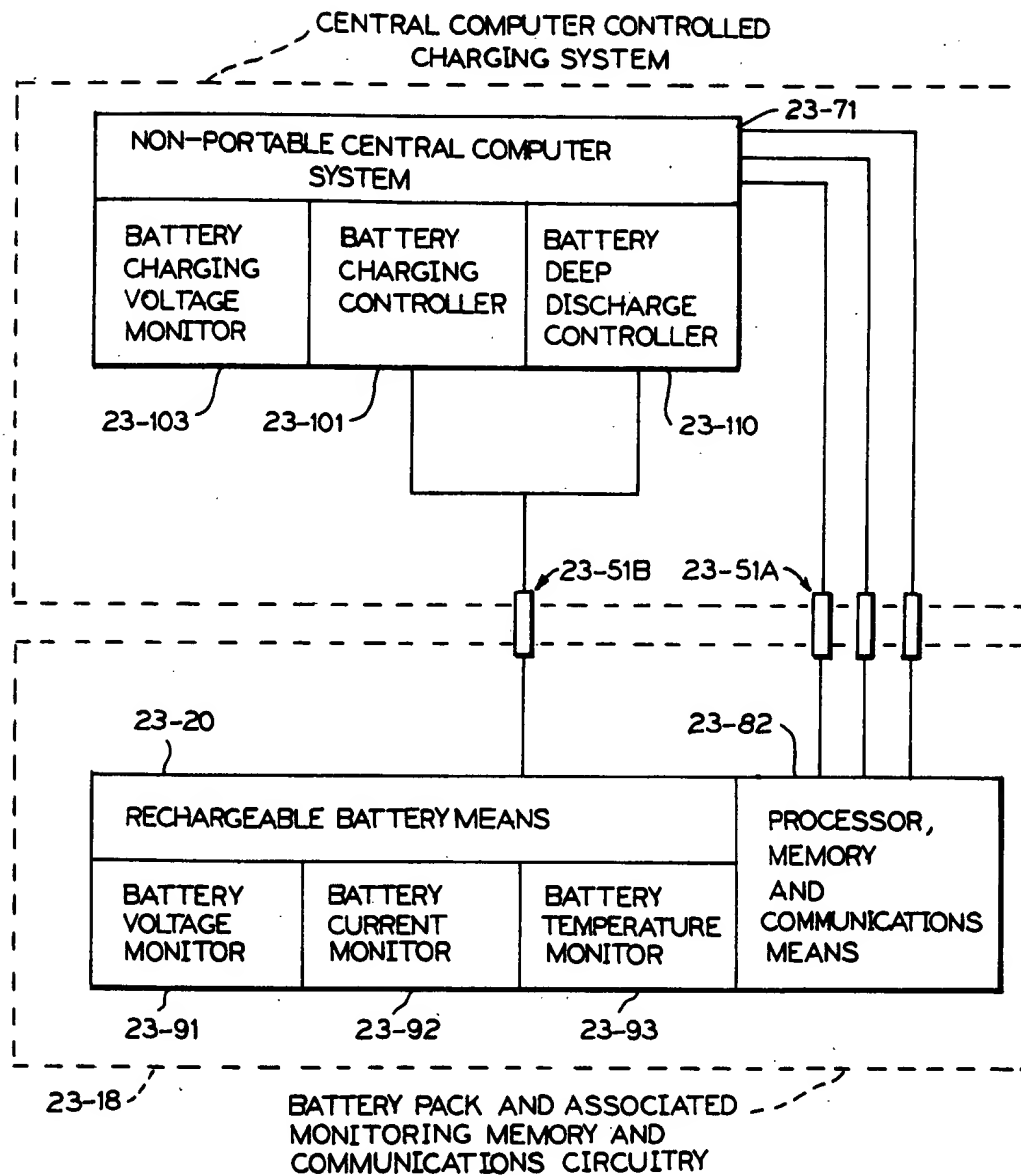 CENTRAL COMPUTER CONTROLLED
CHARGING SYSTEM
23-71
NON-PORTABLE CENTRAL COMPUTER
SYSTEM
BATTERY
CHARGING
VOLTAGE
MONITOR
BATTERY
CHARGING
CONTROLLER
BATTERY
DEEP
DISCHARGE
CONTROLLER
23-103
23-101
23-110
23-51B
23-51A
23-20
23-82
RECHARGEABLE BATTERY MEANS
PROCESSOR,
MEMORY
AND
COMMUNICATIONS
MEANS
BATTERY
VOLTAGE
MONITOR
BATTERY
CURRENT
MONITOR
BATTERY
TEMPERATURE
MONITOR
23-91
23-92
23-93
23-18
BATTERY PACK AND ASSOCIATED
MONITORING MEMORY AND
COMMUNICATIONS CIRCUITRY